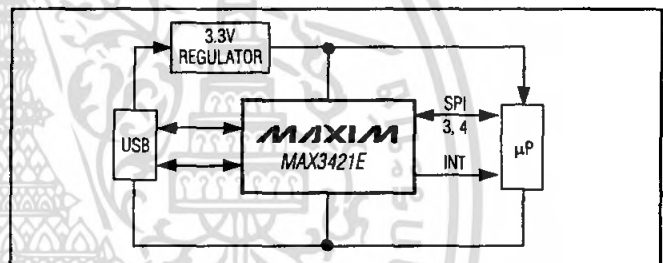 3.3V
REGULATOR
USB
MAXIM
MAX3421E
SPI
3, 4
INT
µP